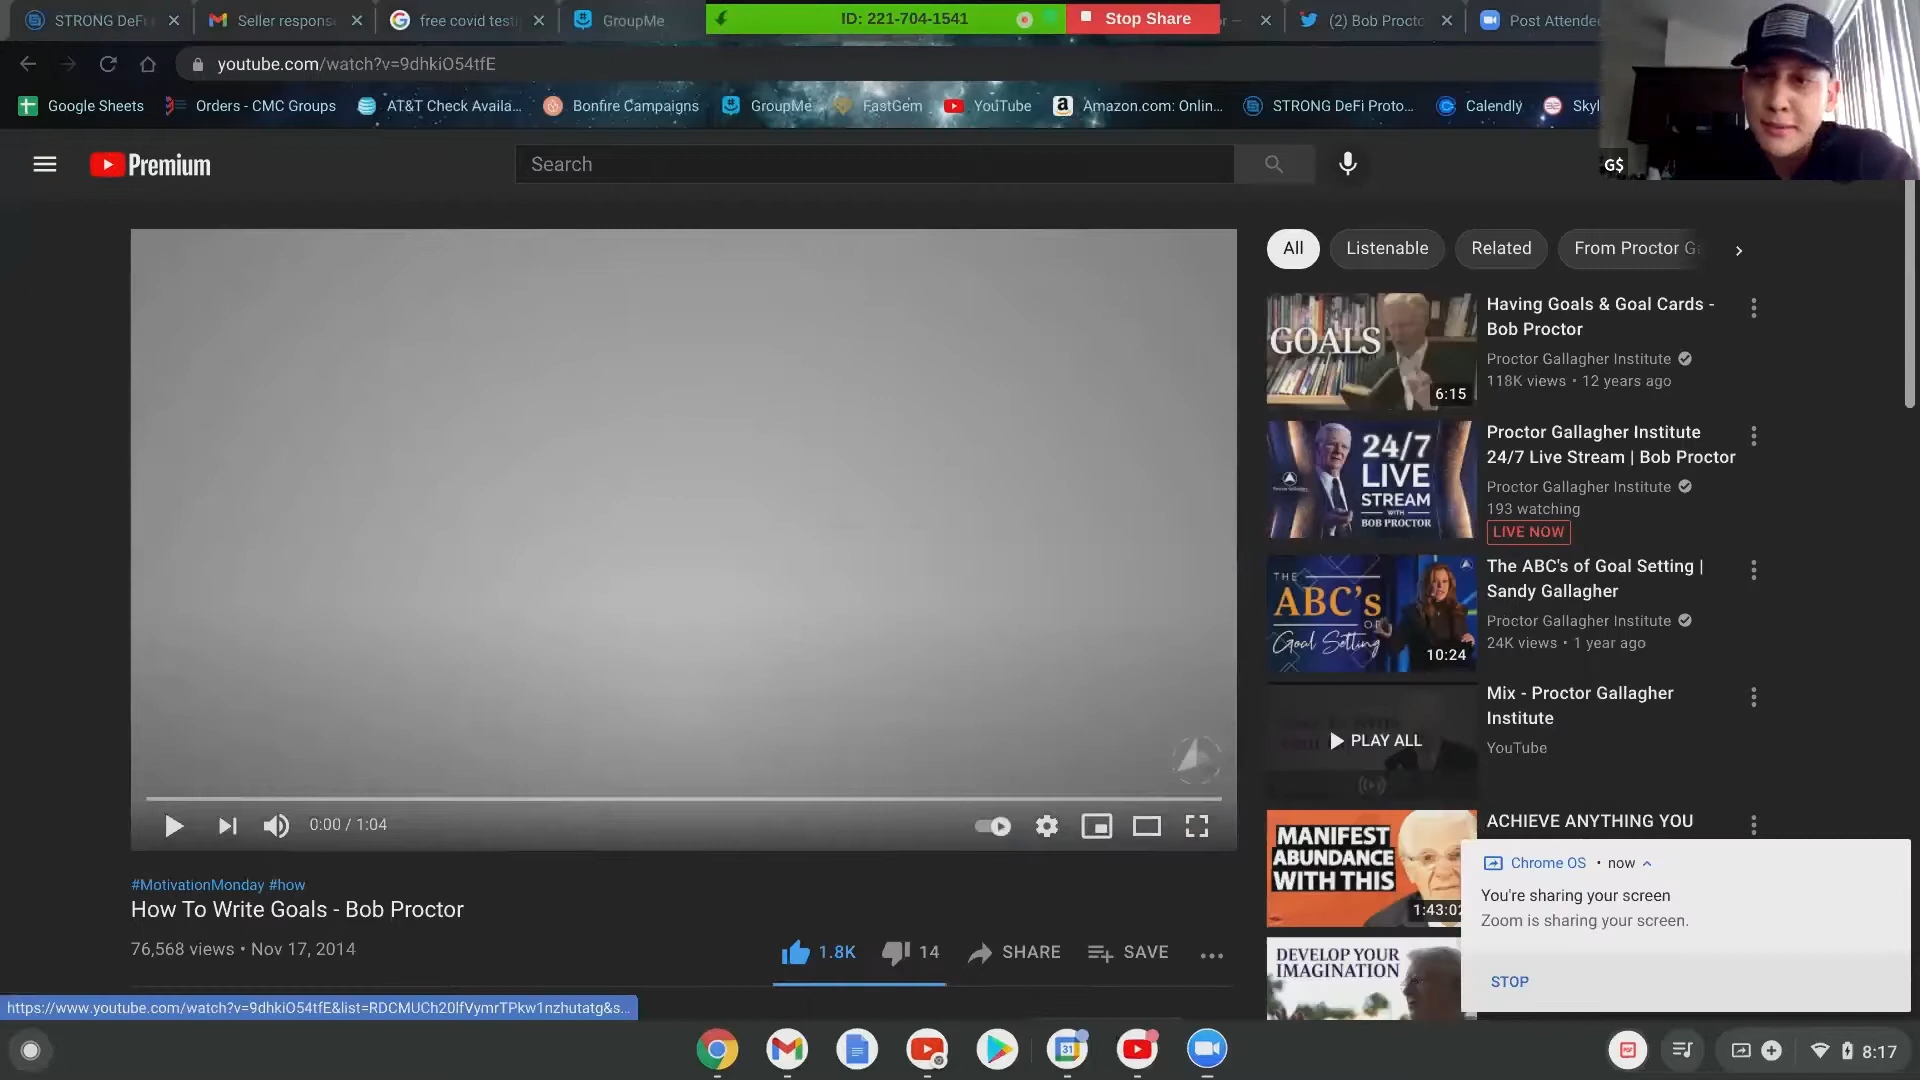 STRONG DeFi
Seller respons
free covid testi
GroupMe
ID: 221-704-1541
Stop Share
(2) Bob Procto
Post Attendee
youtube.com/watch?v=9dhkiO54tfE
Google Sheets
Orders - CMC Groups
AT&T Check Availa...
Bonfire Campaigns
GroupMe
FastGem
YouTube
Amazon.com: Onlin...
STRONG DeFi Proto...
Calendly
Skyl
G$
Premium
Search
All
Listenable
Related
From Proctor Ga
GOALS
6:15
Having Goals & Goal Cards -
Bob Proctor
Proctor Gallagher Institute
118K views • 12 years ago
24/7
LIVE
STREAM
WITH
BOB PROCTOR
Proctor Gallagher Institute
24/7 Live Stream | Bob Proctor
Proctor Gallagher Institute
193 watching
LIVE NOW
THE
ABC's
OF
Goal Setting
10:24
The ABC's of Goal Setting |
Sandy Gallagher
Proctor Gallagher Institute
24K views • 1 year ago
PLAY ALL
Mix - Proctor Gallagher
Institute
YouTube
MANIFEST
ABUNDANCE
WITH THIS
1:43:02
ACHIEVE ANYTHING YOU
DEVELOP YOUR
IMAGINATION
0:00 / 1:04
#MotivationMonday #how
How To Write Goals - Bob Proctor
76,568 views • Nov 17, 2014
1.8K
14
SHARE
SAVE
Chrome OS • now
You're sharing your screen
Zoom is sharing your screen.
STOP
https://www.youtube.com/watch?v=9dhkiO54tfE&list=RDCMUCh20lfVymrTPkw1nzhutatg&s...
31
8:17